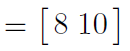 = [ 8 10 ]